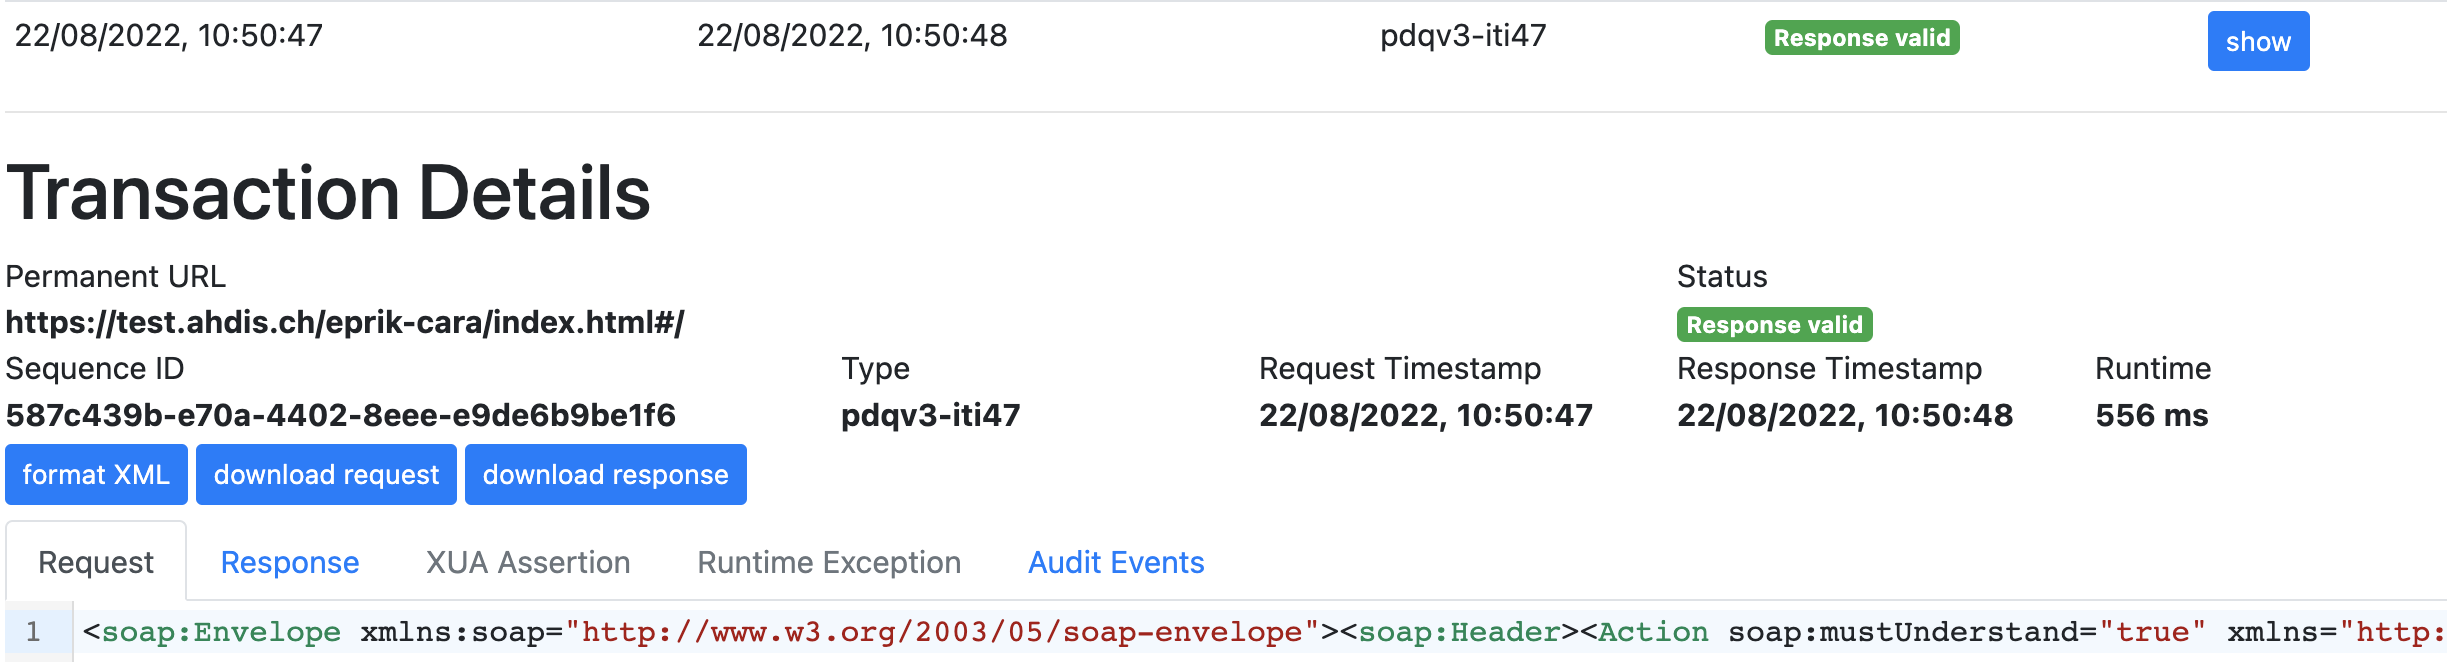 22/08/2022, 10:50:47 22/08/2022, 10:50:48 pdqv3-iti47 Response valid show
Transaction Details
Permanent URL Status
https://test.ahdis.ch/eprik-cara/index.html#/ Response valid
Sequence ID Type Request Timestamp Response Timestamp Runtime
587c439b-e70a-4402-8eee-e9de6b9be1f6 pdqv3-iti47 22/08/2022, 10:50:47 22/08/2022, 10:50:48 556 ms
format XML download request download response
Request Response XUA Assertion Runtime Exception Audit Events
1 <soap:Envelope xmlns:soap="http://www.w3.org/2003/05/soap-envelope"><soap:Header><Action soap:mustUnderstand="true" xmlns="http: